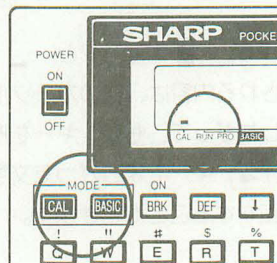 SHARP POCKE
POWER
ON
OFF
CAL RUN PRO BASIC
MODE
ON
CAL BASIC BRK DEF ↓
! " # $ %
Q W E R T